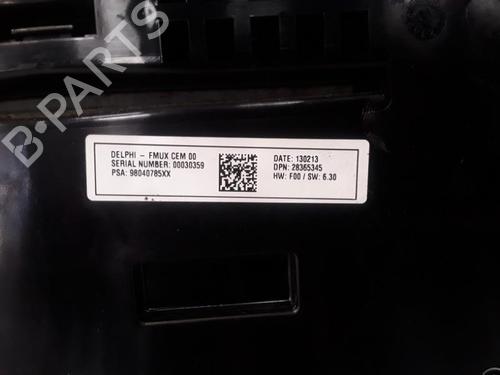 DELPHI - FMUX CEM 00
SERIAL NUMBER: 00030359
PSA: 98040785XX
DATE: 130213
DPN: 28365345
HW: F00 / SW: 6.30
B-PARTS